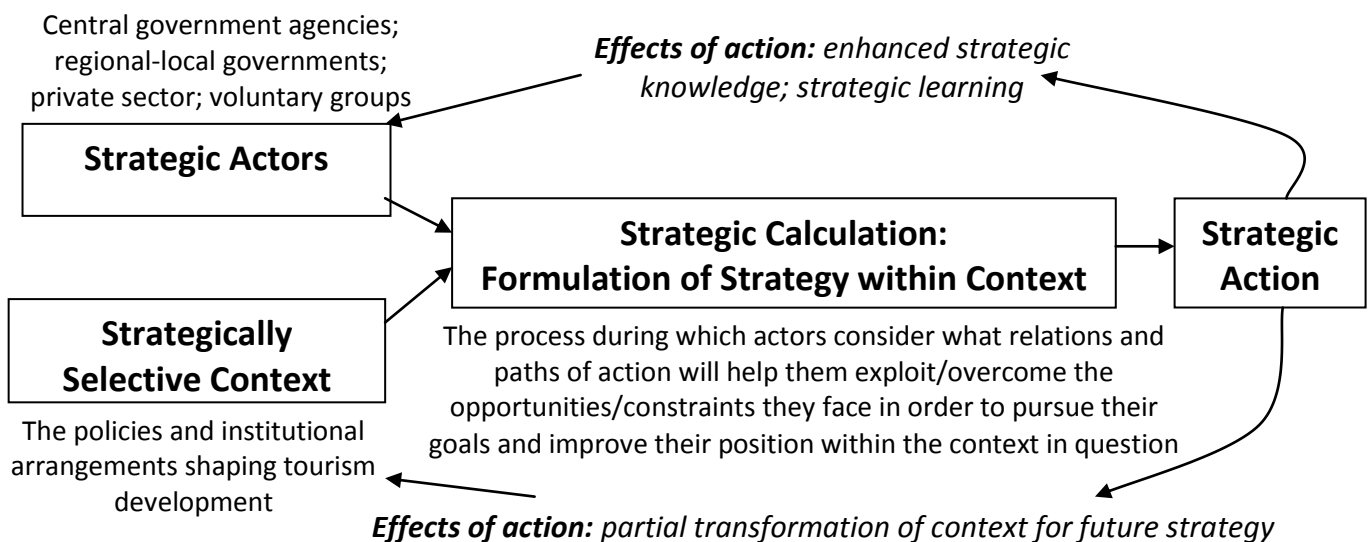 Central government agencies;
regional-local governments;
private sector; voluntary groups
Strategic Actors
Effects of action: enhanced strategic
knowledge; strategic learning
Strategic Calculation:
Formulation of Strategy within Context
Strategic
Action
Strategically
Selective Context
The process during which actors consider what relations and
paths of action will help them exploit/overcome the
opportunities/constraints they face in order to pursue their
goals and improve their position within the context in question
The policies and institutional
arrangements shaping tourism
development
Effects of action: partial transformation of context for future strategy